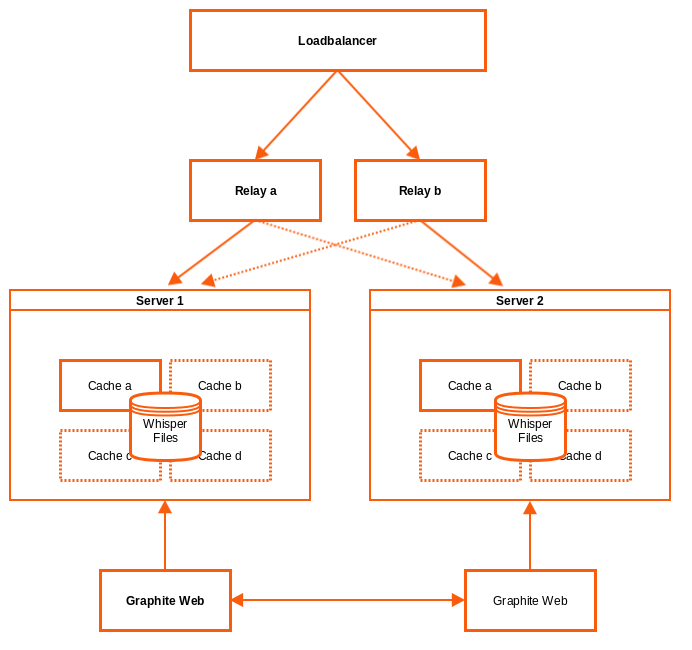 Loadbalancer
Relay a
Relay b
Server 1
Server 2
Cache a
Cache b
Cache a
Cache b
Whisper
Files
Whisper
Files
Cache c
Cache d
Cache c
Cache d
Graphite Web
Graphite Web